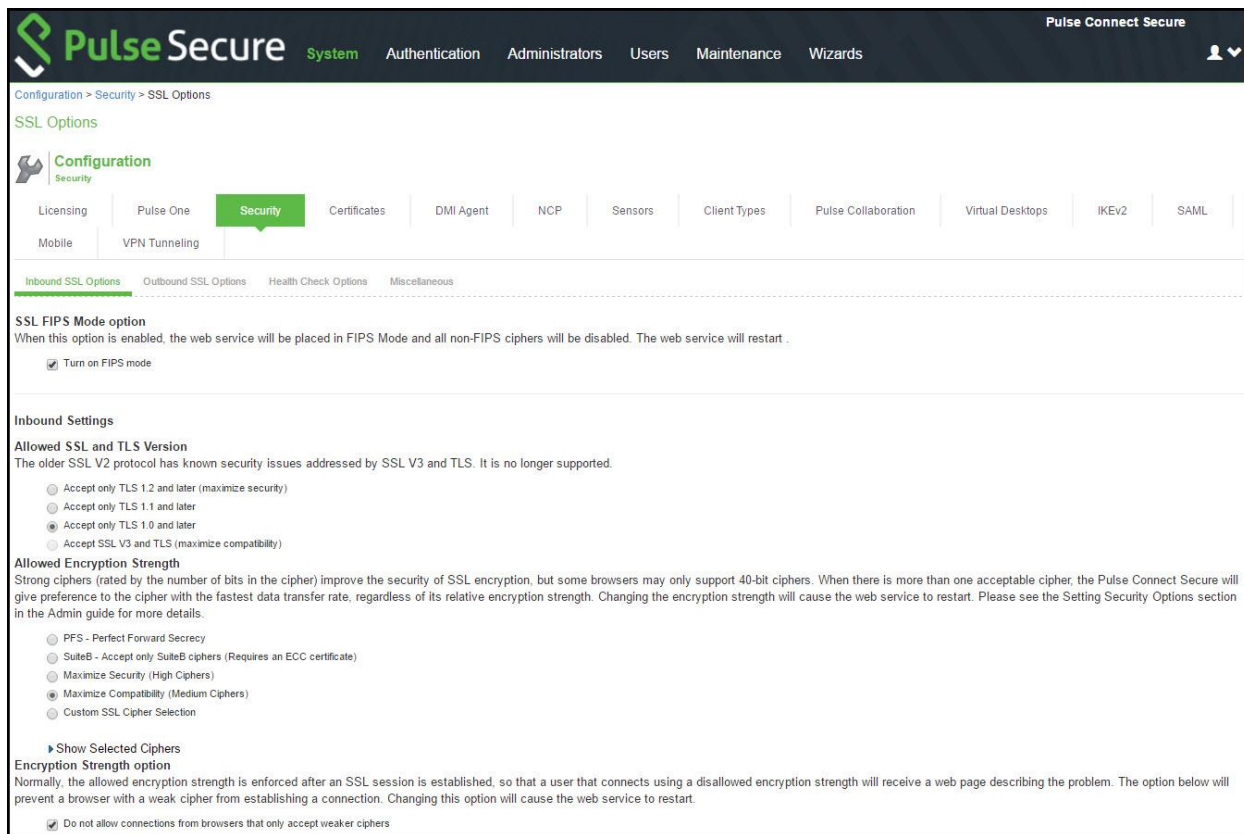 Pulse Connect Secure
Pulse Secure System Authentication Administrators Users Maintenance Wizards
Configuration > Security > SSL Options
SSL Options
Configuration
Security
Licensing Pulse One Security Certificates DMI Agent NCP Sensors Client Types Pulse Collaboration Virtual Desktops IKEv2 SAML
Mobile VPN Tunneling
Inbound SSL Options Outbound SSL Options Health Check Options Miscellaneous
SSL FIPS Mode option
When this option is enabled, the web service will be placed in FIPS Mode and all non-FIPS ciphers will be disabled. The web service will restart .
Turn on FIPS mode
Inbound Settings
Allowed SSL and TLS Version
The older SSL V2 protocol has known security issues addressed by SSL V3 and TLS. It is no longer supported.
Accept only TLS 1.2 and later (maximize security)
Accept only TLS 1.1 and later
Accept only TLS 1.0 and later
Accept SSL V3 and TLS (maximize compatibility)
Allowed Encryption Strength
Strong ciphers (rated by the number of bits in the cipher) improve the security of SSL encryption, but some browsers may only support 40-bit ciphers. When there is more than one acceptable cipher, the Pulse Connect Secure will
give preference to the cipher with the fastest data transfer rate, regardless of its relative encryption strength. Changing the encryption strength will cause the web service to restart. Please see the Setting Security Options section
in the Admin guide for more details.
PFS - Perfect Forward Secrecy
SuiteB - Accept only SuiteB ciphers (Requires an ECC certificate)
Maximize Security (High Ciphers)
Maximize Compatibility (Medium Ciphers)
Custom SSL Cipher Selection
Show Selected Ciphers
Encryption Strength option
Normally, the allowed encryption strength is enforced after an SSL session is established, so that a user that connects using a disallowed encryption strength will receive a web page describing the problem. The option below will
prevent a browser with a weak cipher from establishing a connection. Changing this option will cause the web service to restart.
Do not allow connections from browsers that only accept weaker ciphers